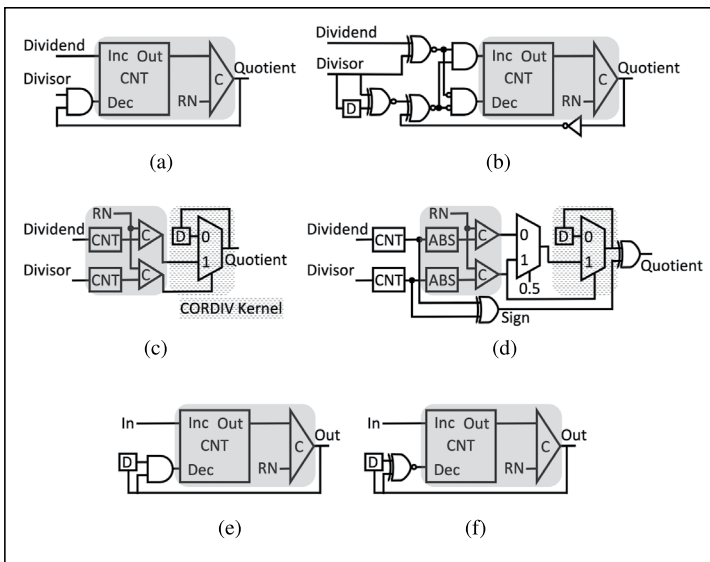 Dividend
Divisor
Inc Out
CNT
Dec
RN
C
Quotient
(a)
Dividend
Divisor
D
Inc Out
CNT
Dec
RN
C
Quotient
(b)
RN
Dividend
CNT
C
Divisor
CNT
C
D
0
1
Quotient
CORDIV Kernel
(c)
Dividend
CNT
Divisor
CNT
RN
ABS
C
ABS
C
0
1
0.5
D
0
1
Sign
Quotient
(d)
In
D
Inc Out
CNT
Dec
RN
C
Out
(e)
In
D
Inc Out
CNT
Dec
RN
C
Out
(f)